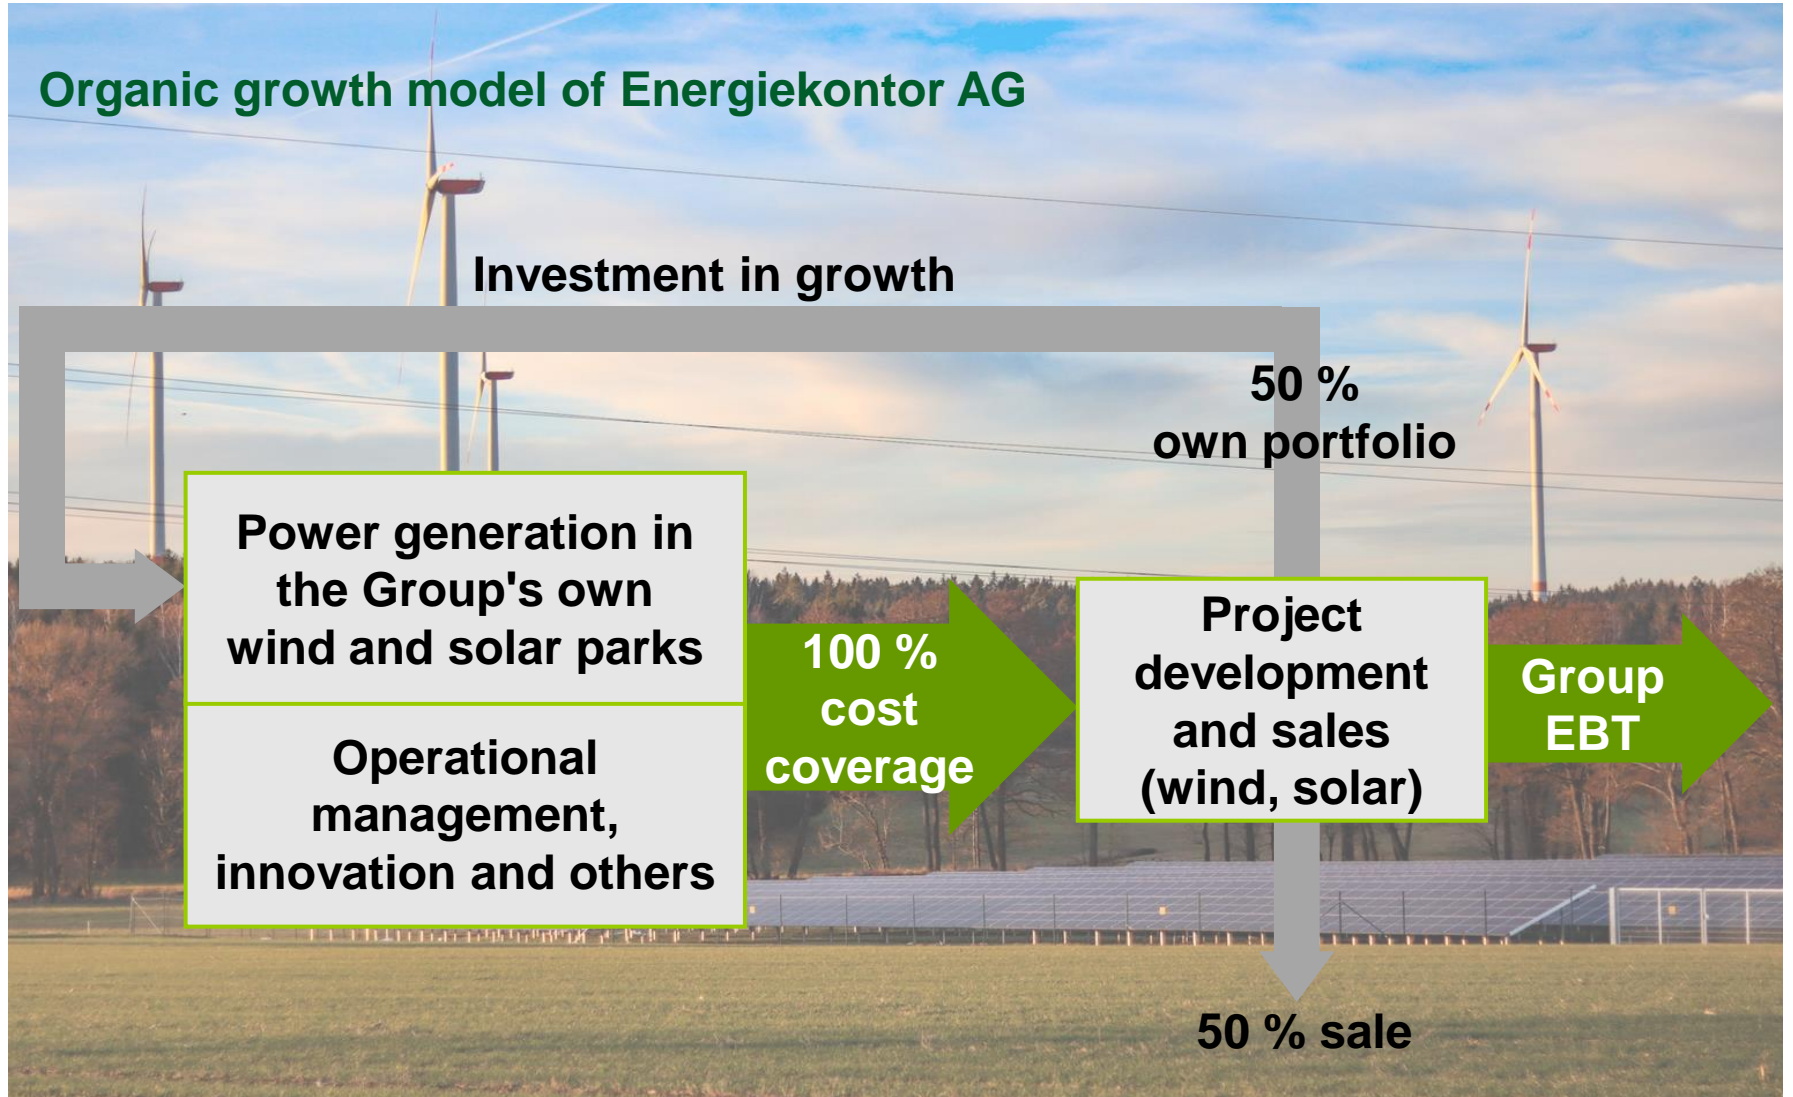 Organic growth model of Energiekontor AG
Investment in growth
50 %
own portfolio
Power generation in
the Group's own
wind and solar parks
Operational
management,
innovation and others
100 %
cost
coverage
Project
development
and sales
(wind, solar)
Group
EBT
50 % sale